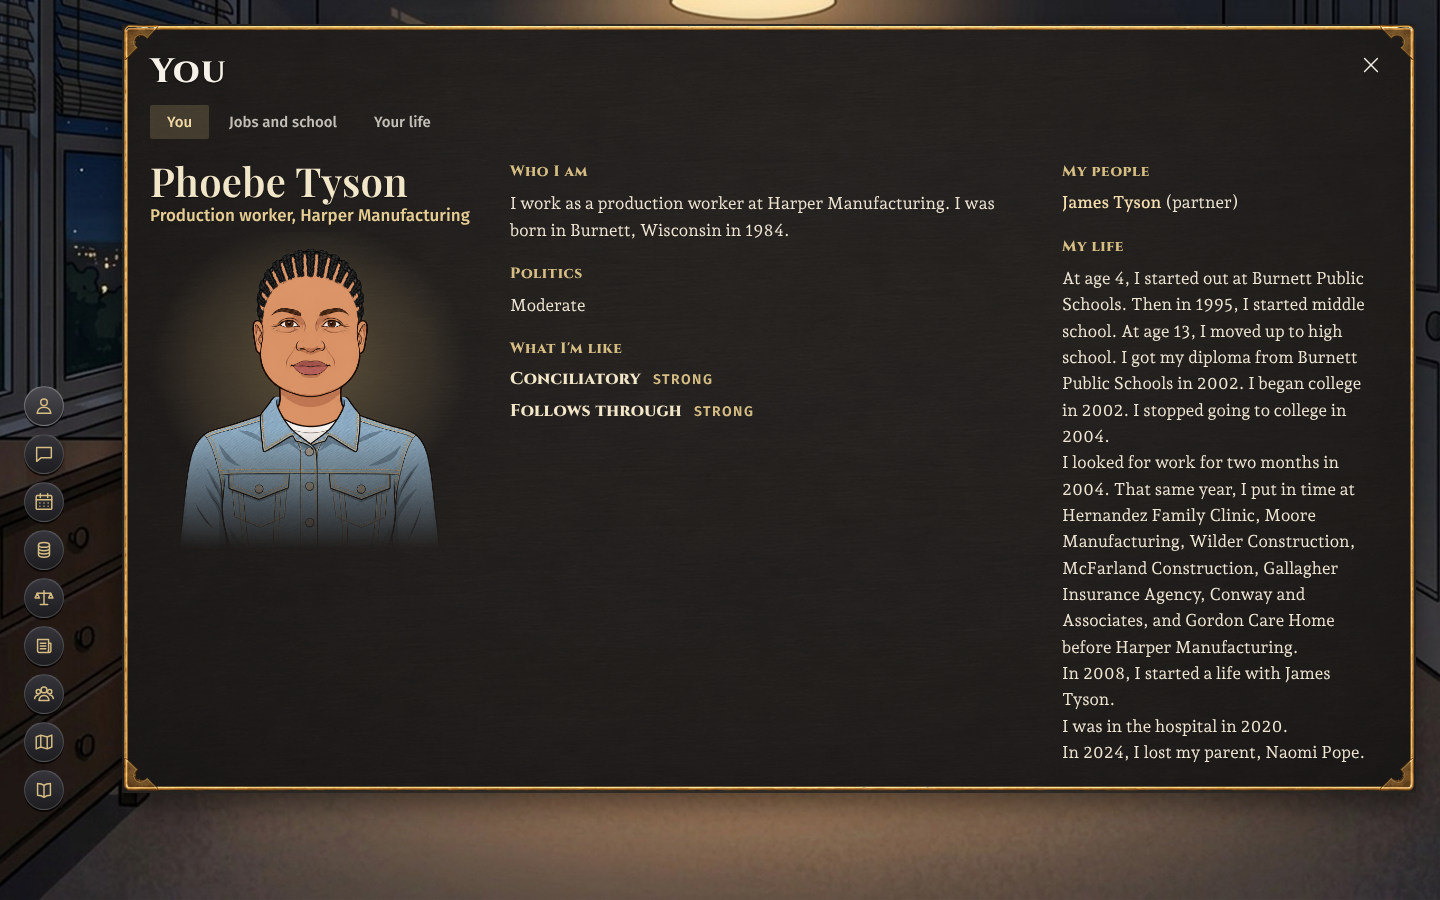 You
You
Jobs and school
Your life
Phoebe Tyson
Production worker, Harper Manufacturing
Who I am
I work as a production worker at Harper Manufacturing. I was
born in Burnett, Wisconsin in 1984.
Politics
Moderate
What I'm like
Conciliatory STRONG
Follows through STRONG
My people
James Tyson (partner)
My life
At age 4, I started out at Burnett Public
Schools. Then in 1995, I started middle
school. At age 13, I moved up to high
school. I got my diploma from Burnett
Public Schools in 2002. I began college
in 2002. I stopped going to college in
2004.
I looked for work for two months in
2004. That same year, I put in time at
Hernandez Family Clinic, Moore
Manufacturing, Wilder Construction,
McFarland Construction, Gallagher
Insurance Agency, Conway and
Associates, and Gordon Care Home
before Harper Manufacturing.
In 2008, I started a life with James
Tyson.
I was in the hospital in 2020.
In 2024, I lost my parent, Naomi Pope.